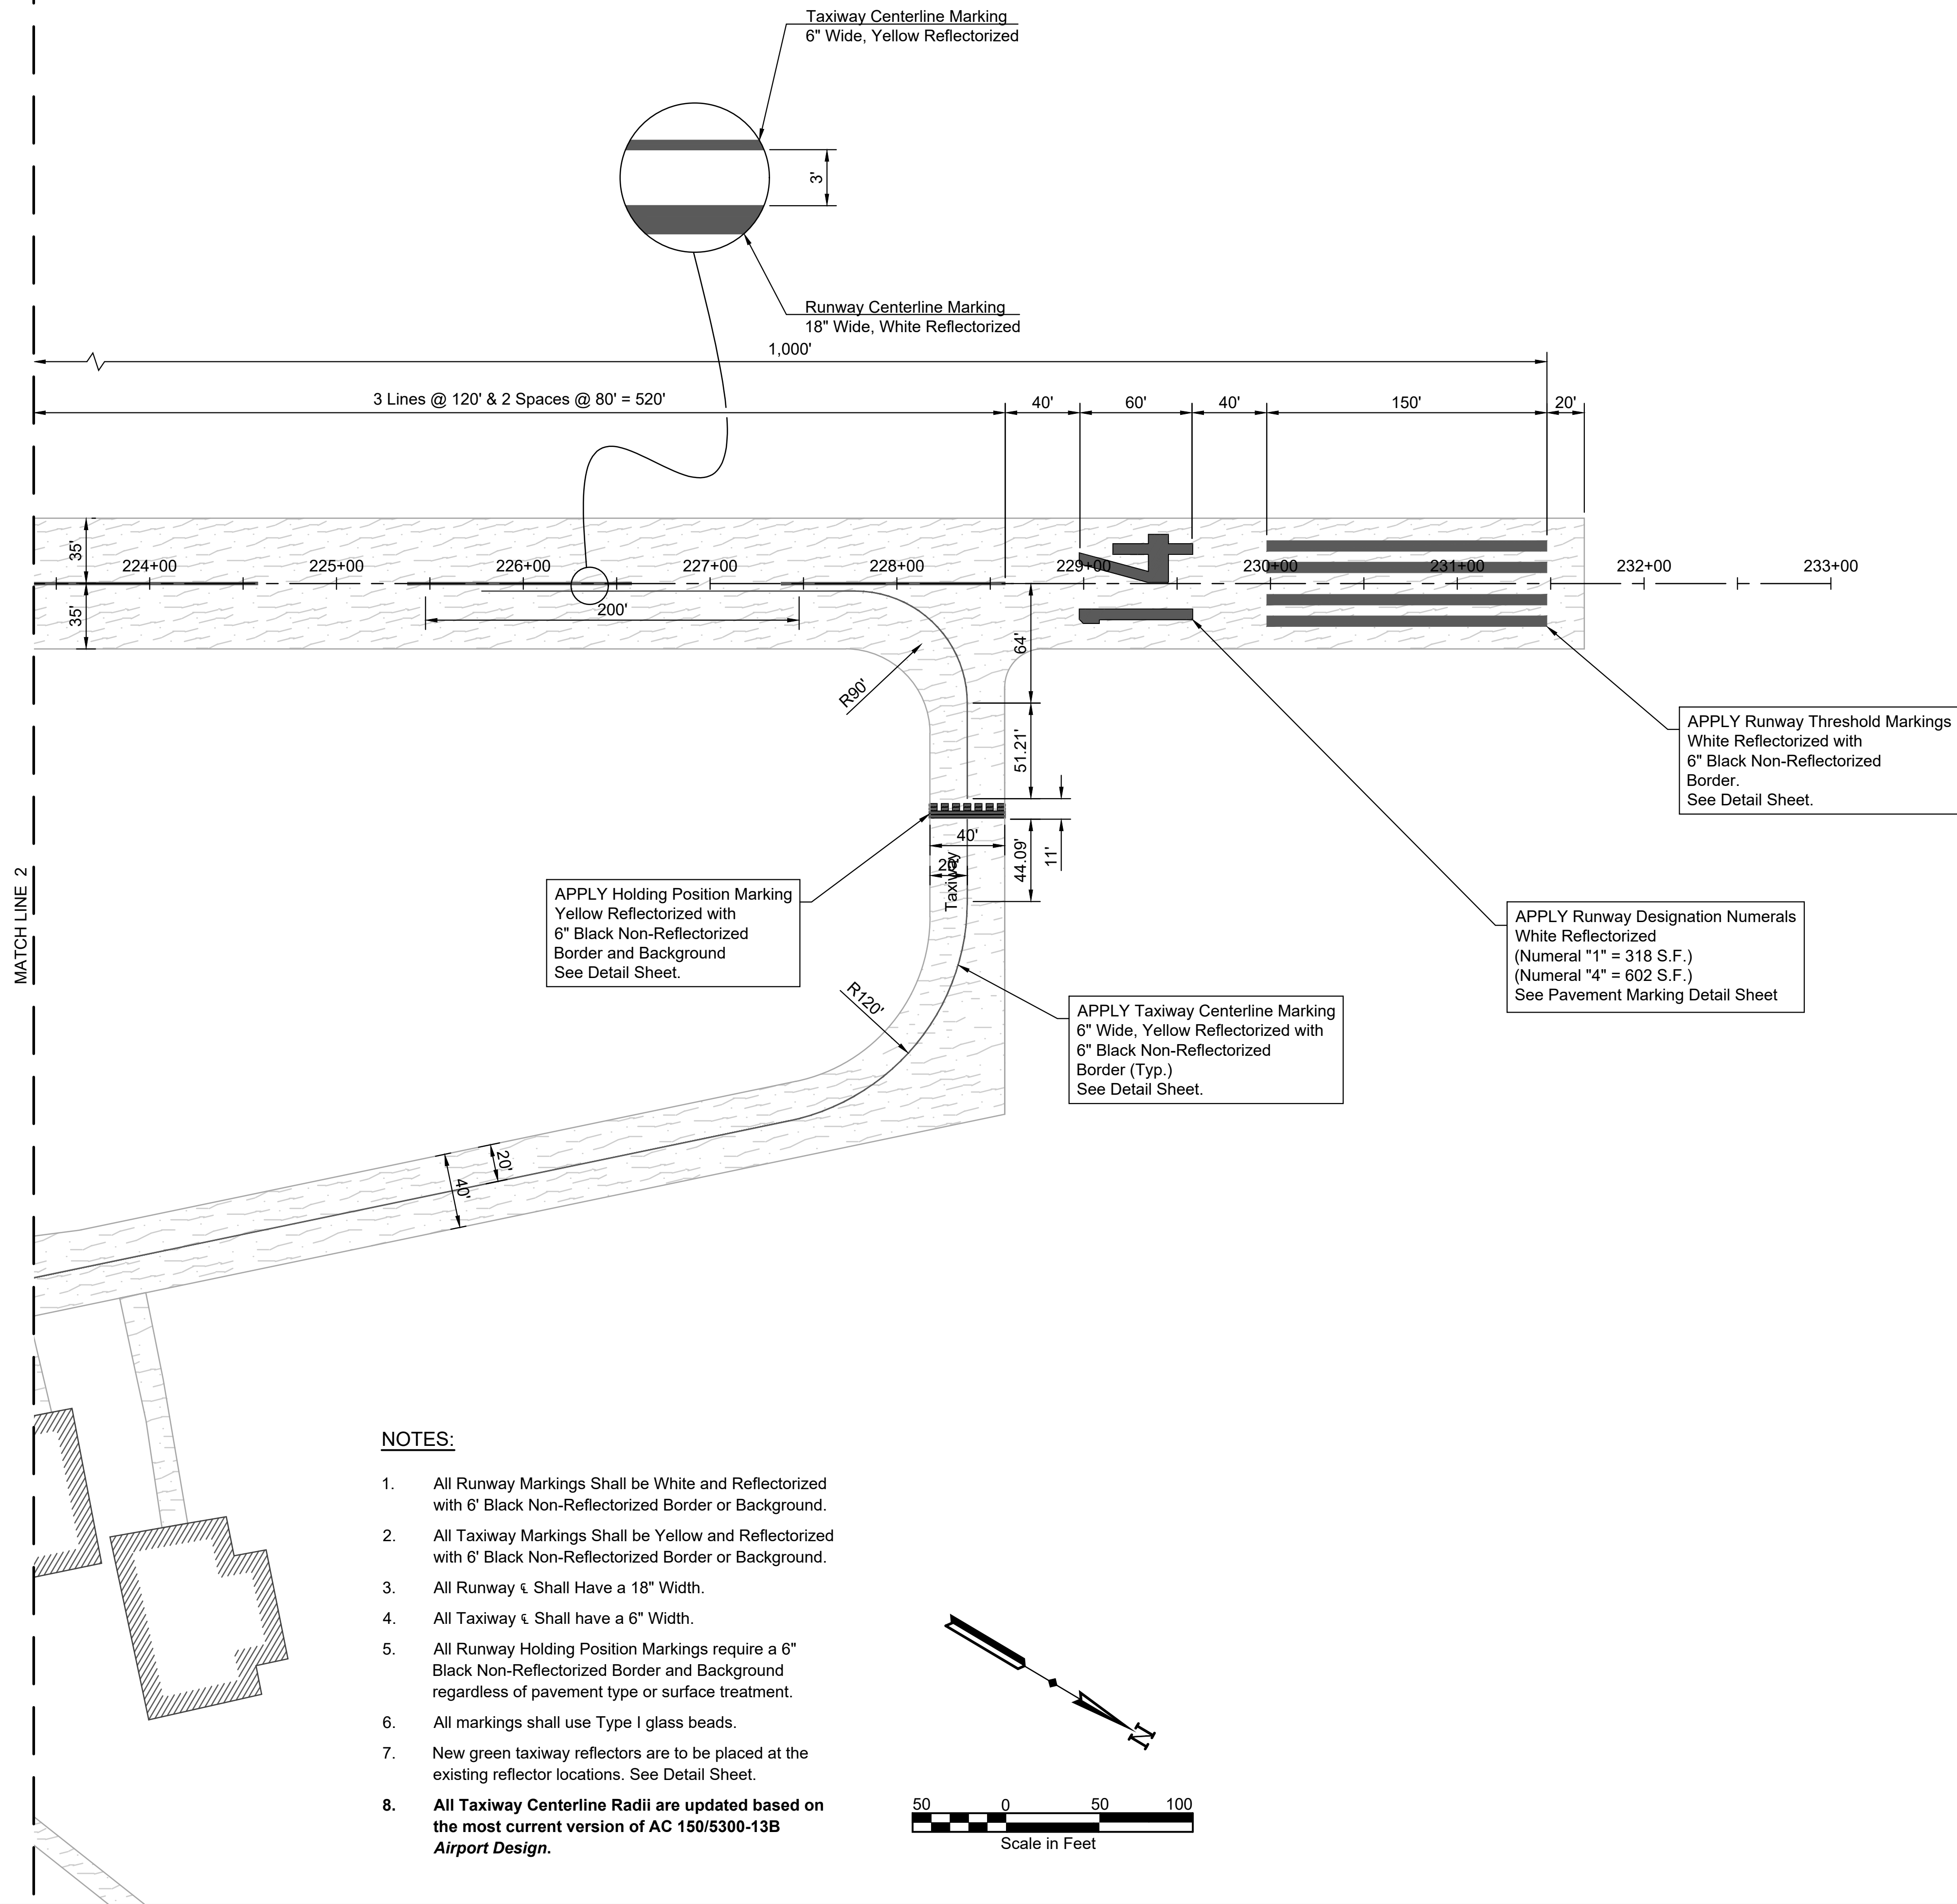 Taxiway Centerline Marking
6" Wide, Yellow Reflectorized
3'
Runway Centerline Marking
18" Wide, White Reflectorized
1,000'
3 Lines @ 120' & 2 Spaces @ 80' = 520'
40'
60'
40'
150'
20'
35'
35'
224+00
225+00
226+00
227+00
228+00
229+00
230+00
231+00
232+00
233+00
200'
64'
R90'
51.21'
APPLY Runway Threshold Markings
White Reflectorized with
6" Black Non-Reflectorized
Border.
See Detail Sheet.
40'
20'
Taxiway
44.09'
11'
MATCH LINE 2
APPLY Holding Position Marking
Yellow Reflectorized with
6" Black Non-Reflectorized
Border and Background
See Detail Sheet.
APPLY Runway Designation Numerals
White Reflectorized
(Numeral "1" = 318 S.F.)
(Numeral "4" = 602 S.F.)
See Pavement Marking Detail Sheet
R120'
APPLY Taxiway Centerline Marking
6" Wide, Yellow Reflectorized with
6" Black Non-Reflectorized
Border (Typ.)
See Detail Sheet.
20'
40'
NOTES:
1. All Runway Markings Shall be White and Reflectorized
with 6' Black Non-Reflectorized Border or Background.
2. All Taxiway Markings Shall be Yellow and Reflectorized
with 6' Black Non-Reflectorized Border or Background.
3. All Runway ℄ Shall Have a 18" Width.
4. All Taxiway ℄ Shall have a 6" Width.
5. All Runway Holding Position Markings require a 6"
Black Non-Reflectorized Border and Background
regardless of pavement type or surface treatment.
6. All markings shall use Type I glass beads.
7. New green taxiway reflectors are to be placed at the
existing reflector locations. See Detail Sheet.
8. All Taxiway Centerline Radii are updated based on
the most current version of AC 150/5300-13B
Airport Design.
N
50 0 50 100
Scale in Feet